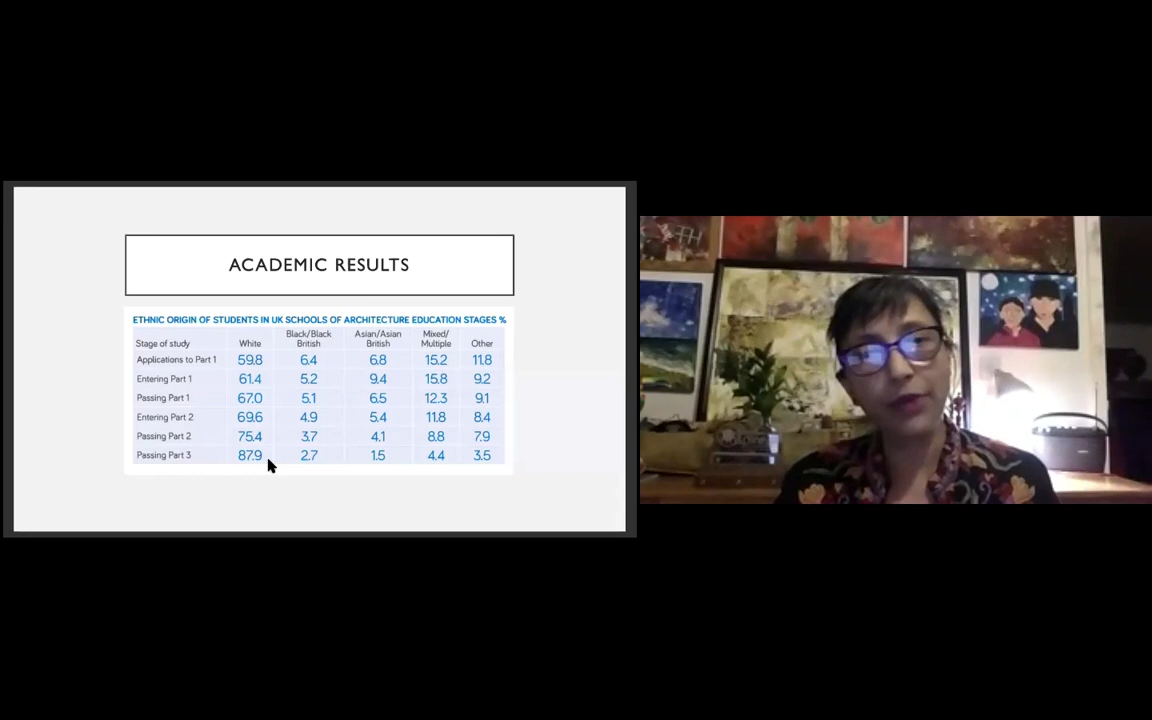 ACADEMIC RESULTS
ETHNIC ORIGIN OF STUDENTS IN UK SCHOOLS OF ARCHITECTURE EDUCATION STAGES %
Stage of study White Black/Black British Asian/Asian British Mixed/ Multiple Other
Applications to Part 1 59.8 6.4 6.8 15.2 11.8
Entering Part 1 61.4 5.2 9.4 15.8 9.2
Passing Part 1 67.0 5.1 6.5 12.3 9.1
Entering Part 2 69.6 4.9 5.4 11.8 8.4
Passing Part 2 75.4 3.7 4.1 8.8 7.9
Passing Part 3 87.9 2.7 1.5 4.4 3.5